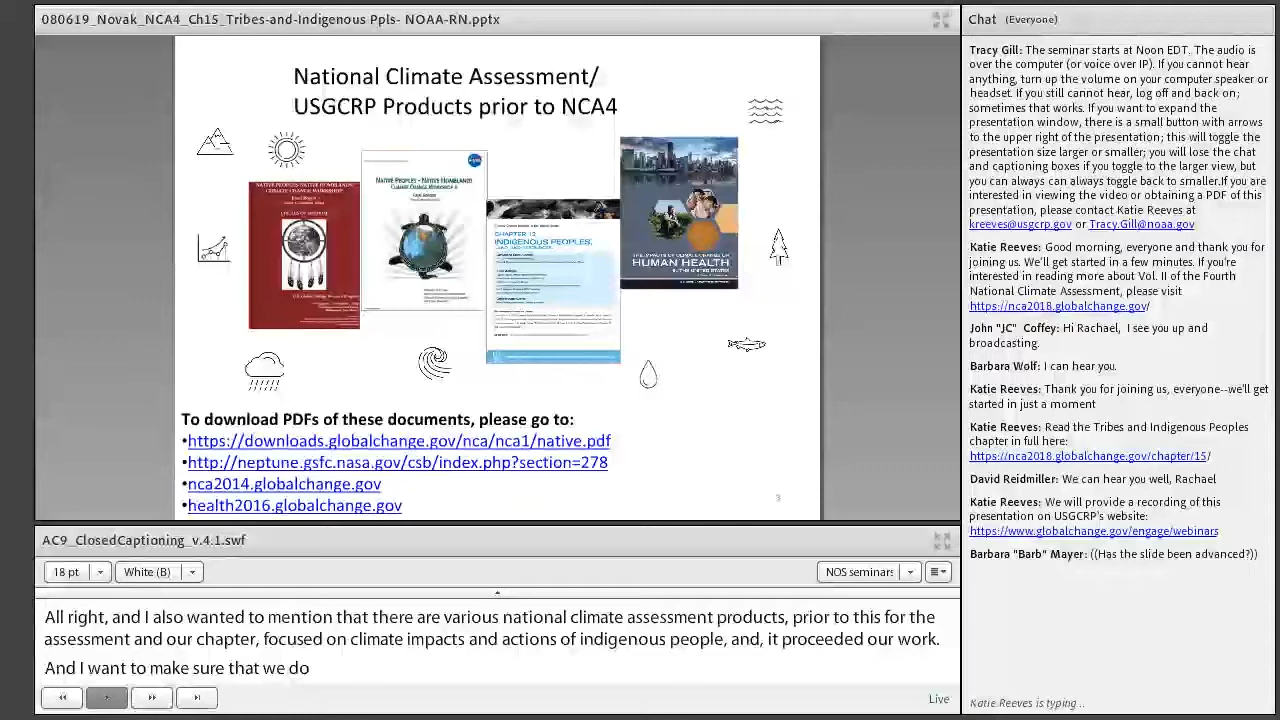 080619_Novak_NCA4_Ch15_Tribes-and-Indigenous Ppls- NOAA-RN.pptx
National Climate Assessment/
USGCRP Products prior to NCA4
NATIVE PEOPLES-NATIVE HOMELANDS
CLIMATE CHANGE WORKSHOP
NATIVE PEOPLES – NATIVE HOMELANDS
CLIMATE CHANGE WORKSHOP II
CHAPTER 12
INDIGENOUS PEOPLES,
HUMAN HEALTH
To download PDFs of these documents, please go to:
•https://downloads.globalchange.gov/nca/nca1/native.pdf
•http://neptune.gsfc.nasa.gov/csb/index.php?section=278
•nca2014.globalchange.gov
•health2016.globalchange.gov
3
AC9_ClosedCaptioning_v.4.1.swf
18 pt
White (B)
NOS seminars
All right, and I also wanted to mention that there are various national climate assessment products, prior to this for the
assessment and our chapter, focused on climate impacts and actions of indigenous people, and, it proceeded our work.
And I want to make sure that we do
Live
Chat (Everyone)
Tracy Gill: The seminar starts at Noon EDT. The audio is
over the computer (or voice over IP). If you cannot hear
anything, turn up the volume on your computer speaker or
headset. If you still cannot hear, log off and back on;
sometimes that works. If you want to expand the
presentation window, there is a small button with arrows
to the upper right of the presentation; this will toggle the
presentation size larger or smaller; you will lose the chat
and other side boxes if you toggle to the larger view, but
you can always can always toggle back to smaller.If you are
interested in viewing the video or obtaining a PDF of this
presentation, please contact Katie Reeves at
kreeves@usgcrp.gov or Tracy.Gill@noaa.gov
Katie Reeves: Good morning, everyone and thank you for
joining us. We'll get started in a few minutes. If you're
interested in reading more about Vol. II of the Fourth
National Climate Assessment, please visit
https://nca2018.globalchange.gov/
John "JC" Coffey: Hi Rachael, I see you up and
broadcasting.
Barbara Wolf: I can hear you.
Katie Reeves: Thank you for joining us, everyone--we'll get
started in just a moment
Katie Reeves: Read the Tribes and Indigenous Peoples
chapter in full here:
https://nca2018.globalchange.gov/chapter/15/
David Reidmiller: We can hear you well, Rachael
Katie Reeves: We will provide a recording of this
presentation on USGCRP's website:
https://www.globalchange.gov/engage/webinars
Barbara "Barb" Mayer: ((Has the slide been advanced?))
Katie Reeves is typing...